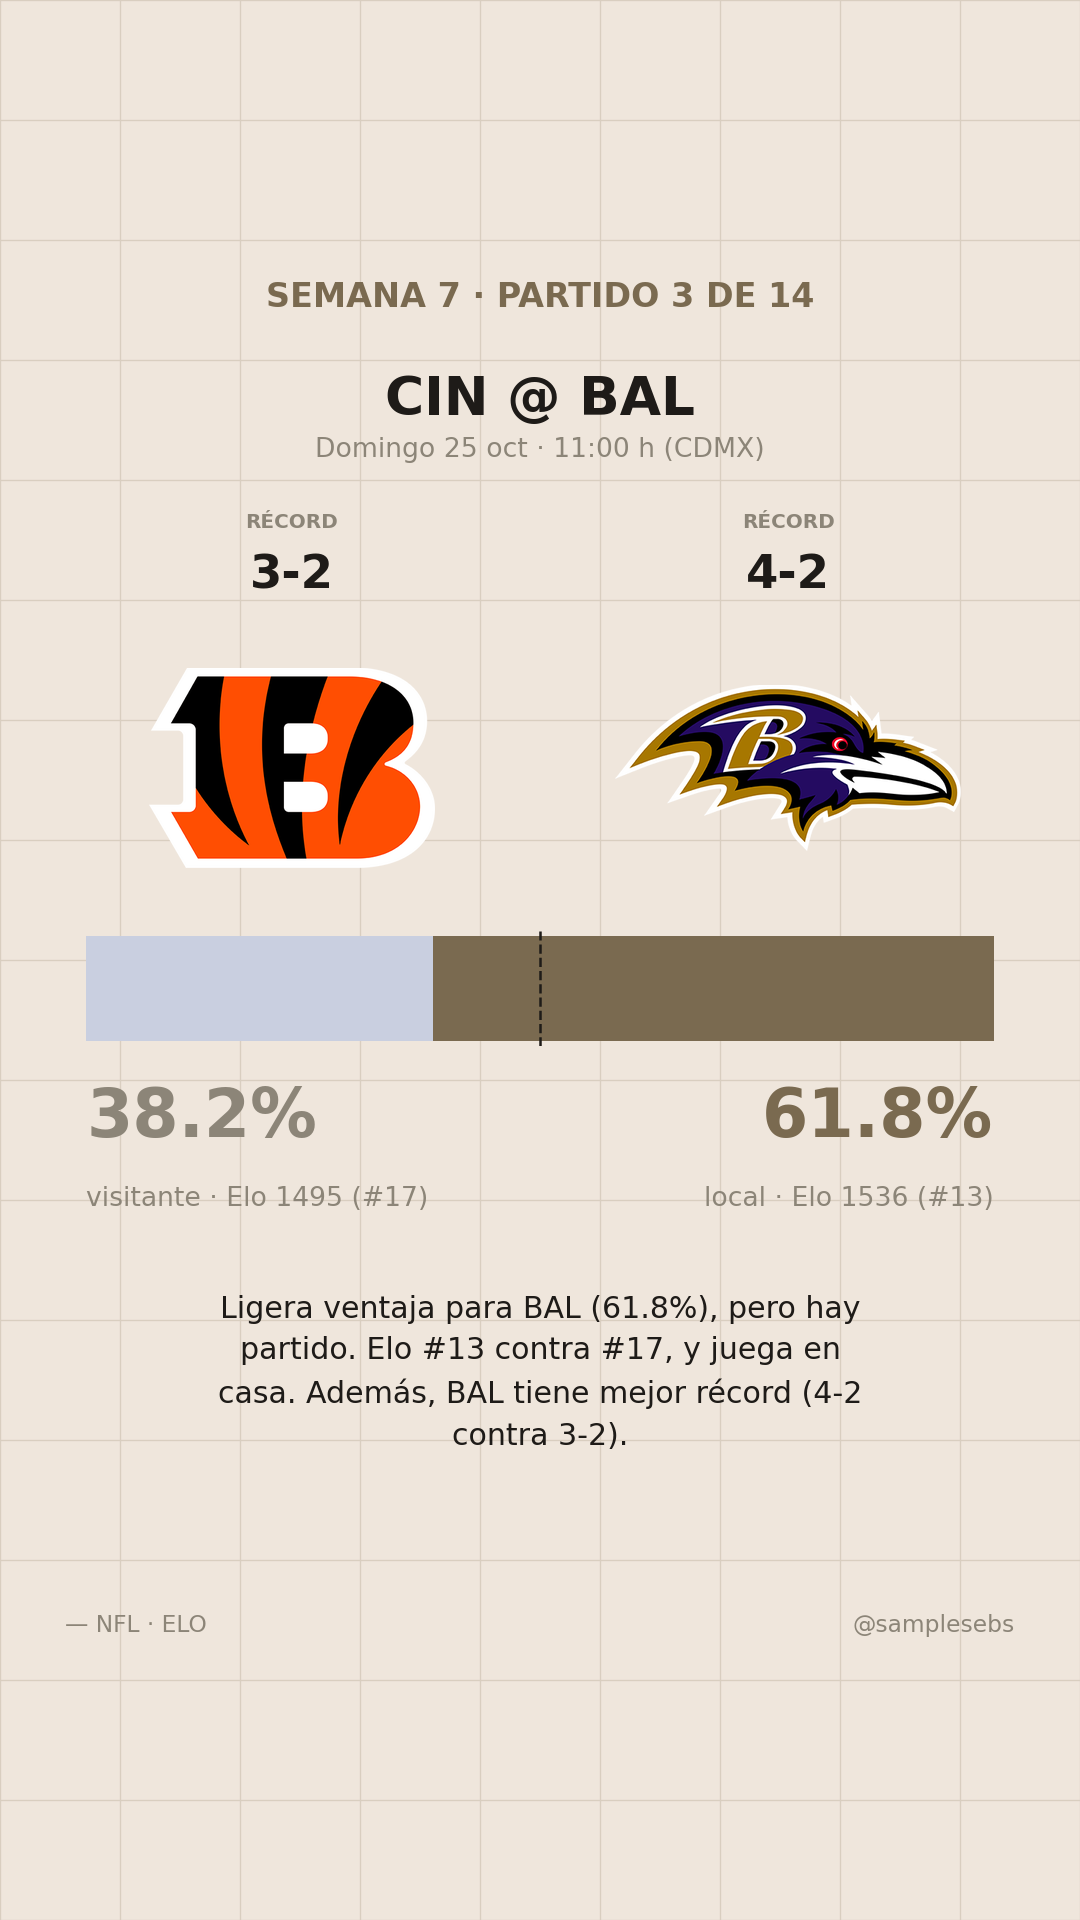 SEMANA 7 · PARTIDO 3 DE 14
CIN @ BAL
Domingo 25 oct · 11:00 h (CDMX)
RÉCORD
3-2
RÉCORD
4-2
B
38.2%
61.8%
visitante · Elo 1495 (#17)
local · Elo 1536 (#13)
Ligera ventaja para BAL (61.8%), pero hay
partido. Elo #13 contra #17, y juega en
casa. Además, BAL tiene mejor récord (4-2
contra 3-2).
— NFL · ELO
@samplesebs